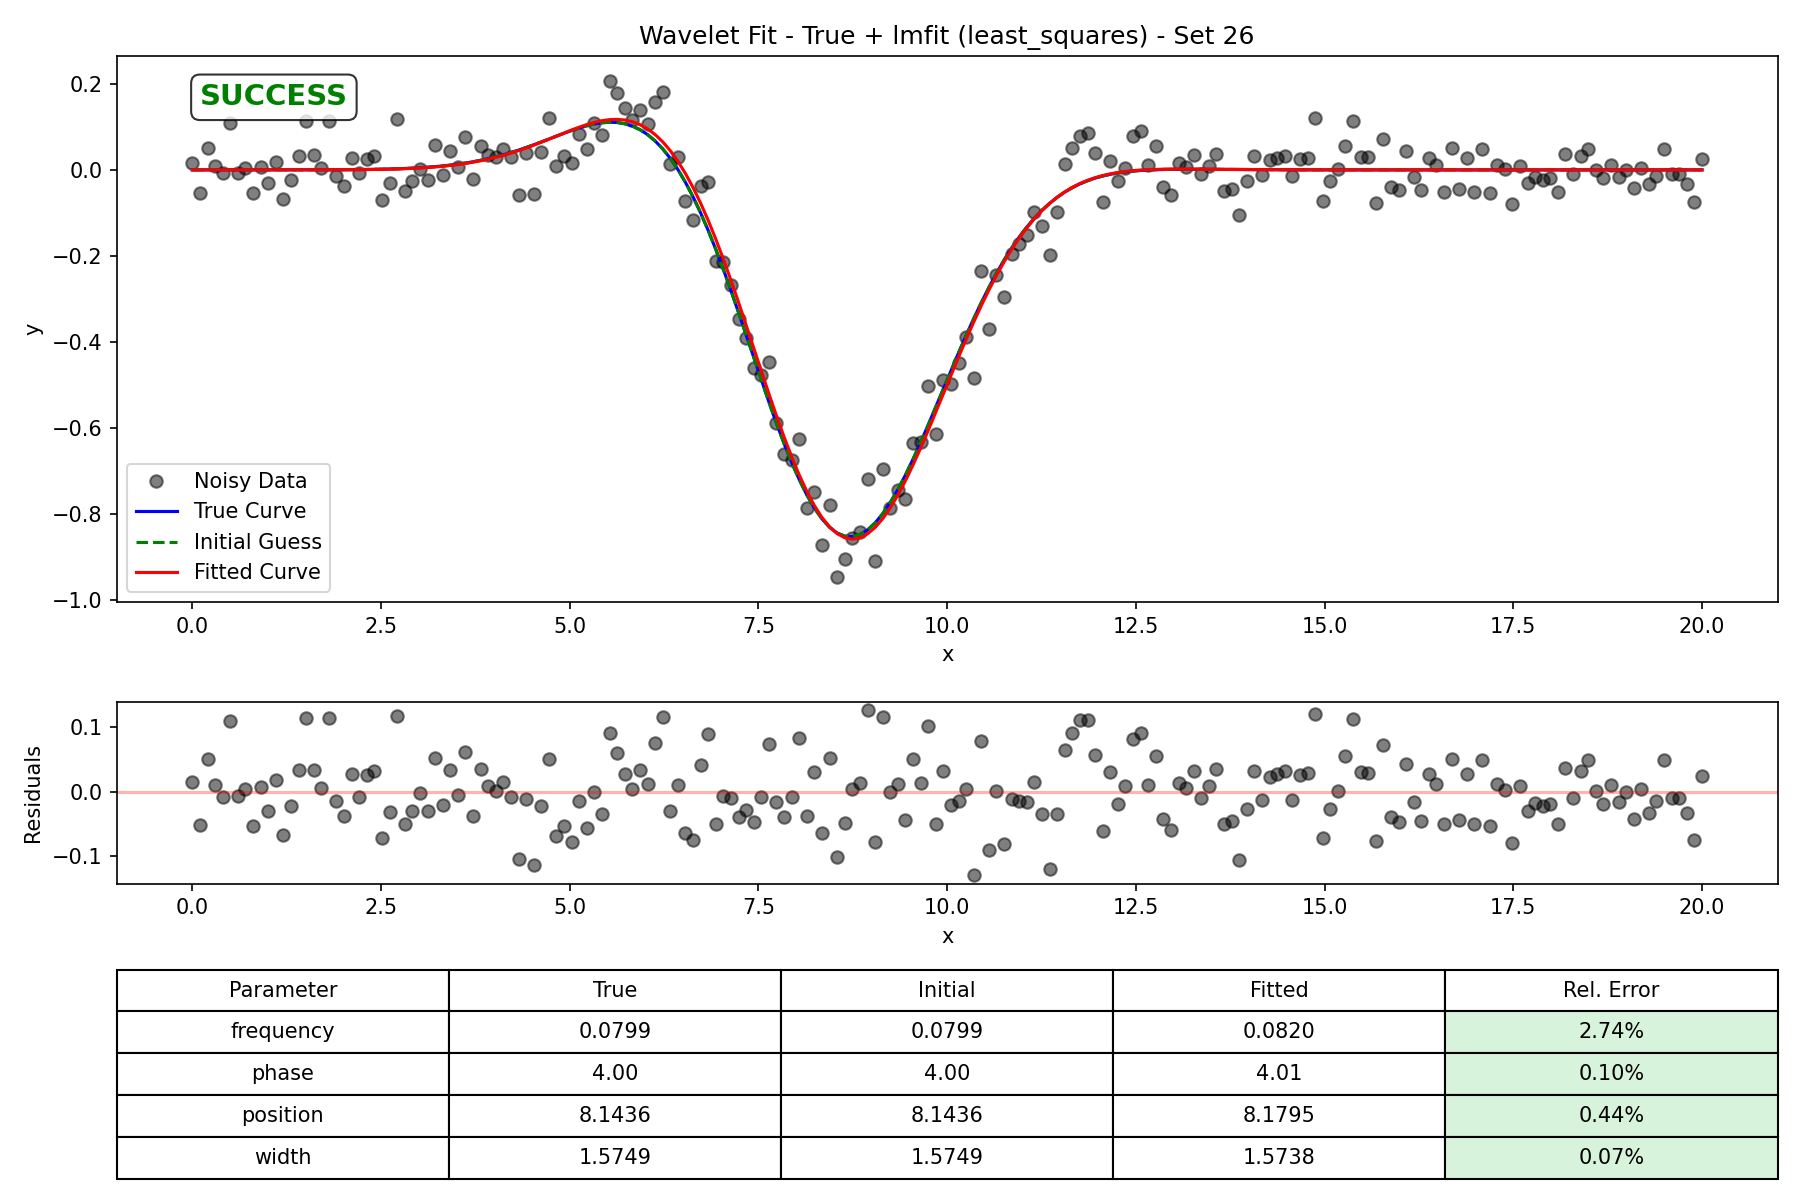 Wavelet Fit - True + lmfit (least_squares) - Set 26
SUCCESS
0.2
0.0
−0.2
−0.4
−0.6
−0.8
−1.0
y
Noisy Data
True Curve
Initial Guess
Fitted Curve
0.0 2.5 5.0 7.5 10.0 12.5 15.0 17.5 20.0
x
0.1
0.0
−0.1
Residuals
0.0 2.5 5.0 7.5 10.0 12.5 15.0 17.5 20.0
x
Parameter True Initial Fitted Rel. Error
frequency 0.0799 0.0799 0.0820 2.74%
phase 4.00 4.00 4.01 0.10%
position 8.1436 8.1436 8.1795 0.44%
width 1.5749 1.5749 1.5738 0.07%